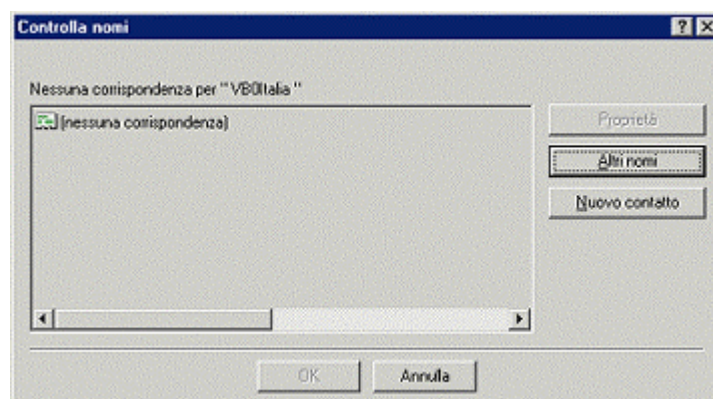 Controlla nomi
Nessuna corrispondenza per "VB0Italia "
(nessuna corrispondenza)
Proprietà
Altri nomi
Nuovo contatto
OK
Annulla